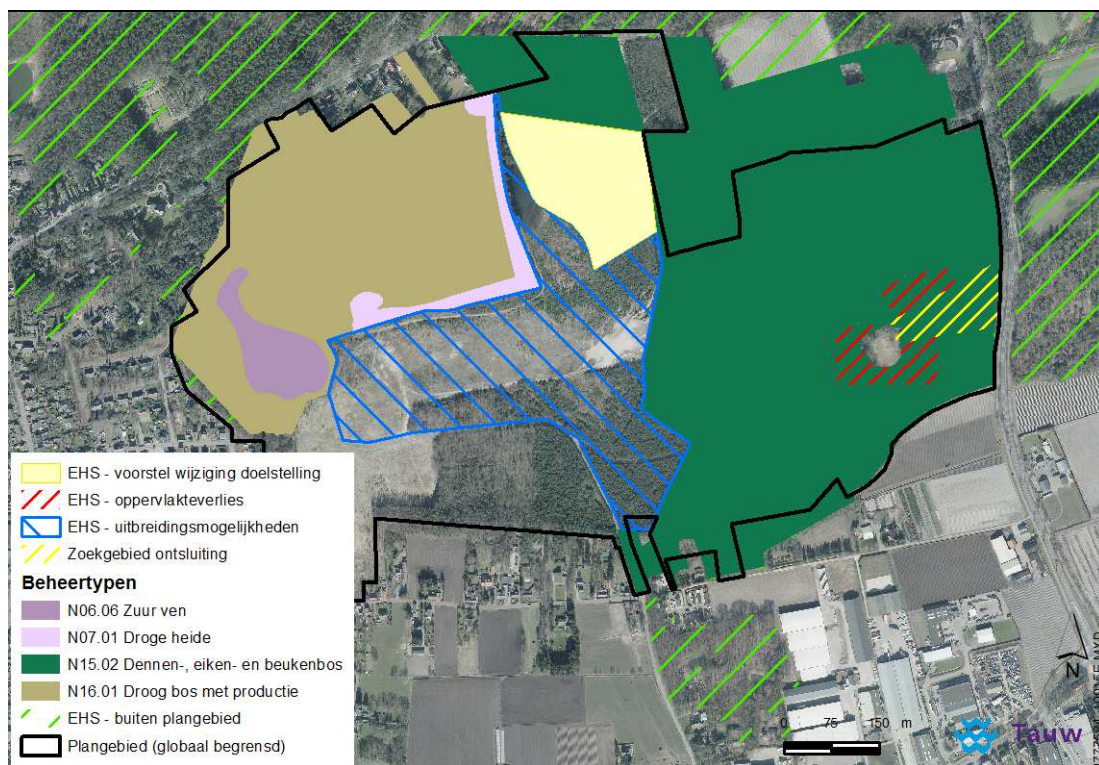 EHS - voorstel wijziging doelstelling
EHS - oppervlakteverlies
EHS - uitbreidingsmogelijkheden
Zoekgebied ontsluiting
Beheertypen
N06.06 Zuur ven
N07.01 Droge heide
N15.02 Dennen-, eiken- en beukenbos
N16.01 Droog bos met productie
EHS - buiten plangebied
Plangebied (globaal begrensd)
N
0 75 150 m
Tauw